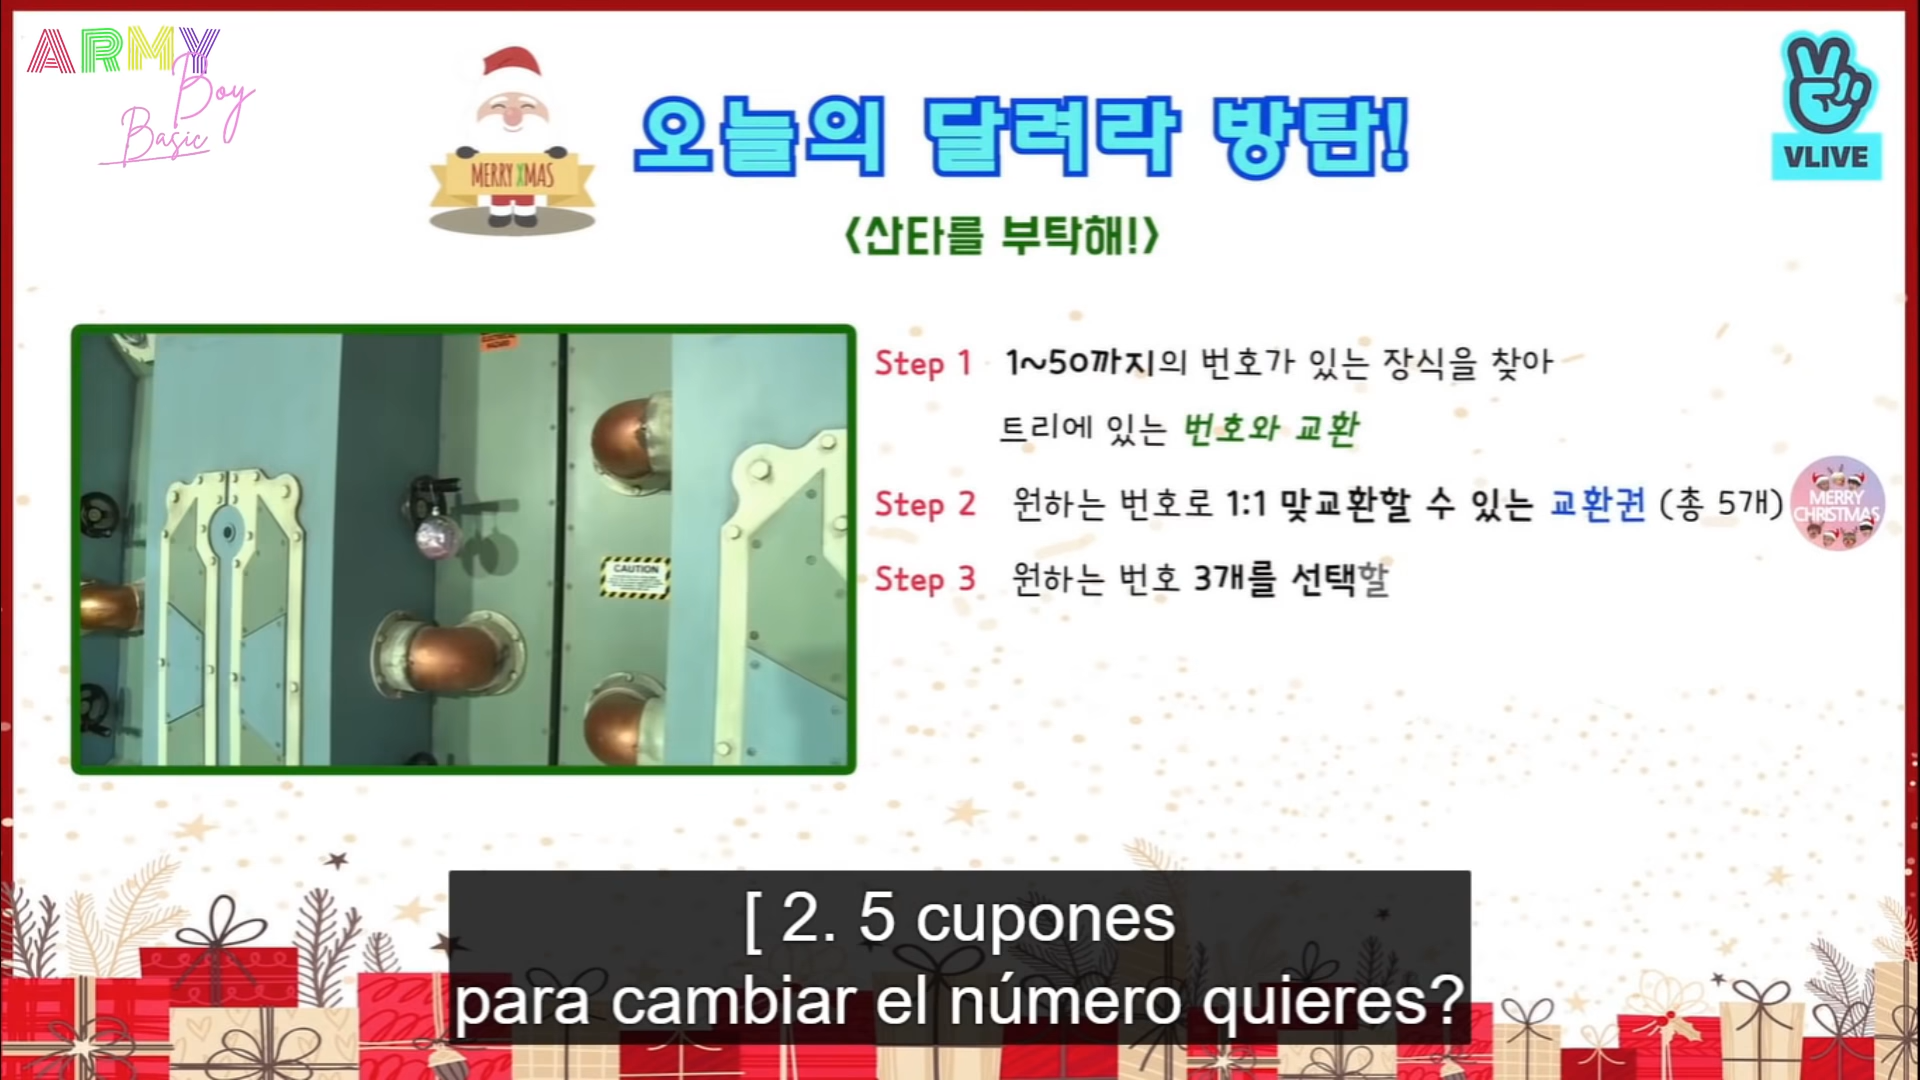 ARMY
Boy
Basic
MERRY XMAS
오늘의 달려라 방탄!
VLIVE
<산타를 부탁해!>
Step 1 1~50까지의 번호가 있는 장식을 찾아
트리에 있는 번호와 교환
Step 2 원하는 번호로 1:1 맞교환할 수 있는 교환권 (총 5개)
MERRY
CHRISTMAS
Step 3 원하는 번호 3개를 선택할
CAUTION
[ 2. 5 cupones
para cambiar el número quieres?